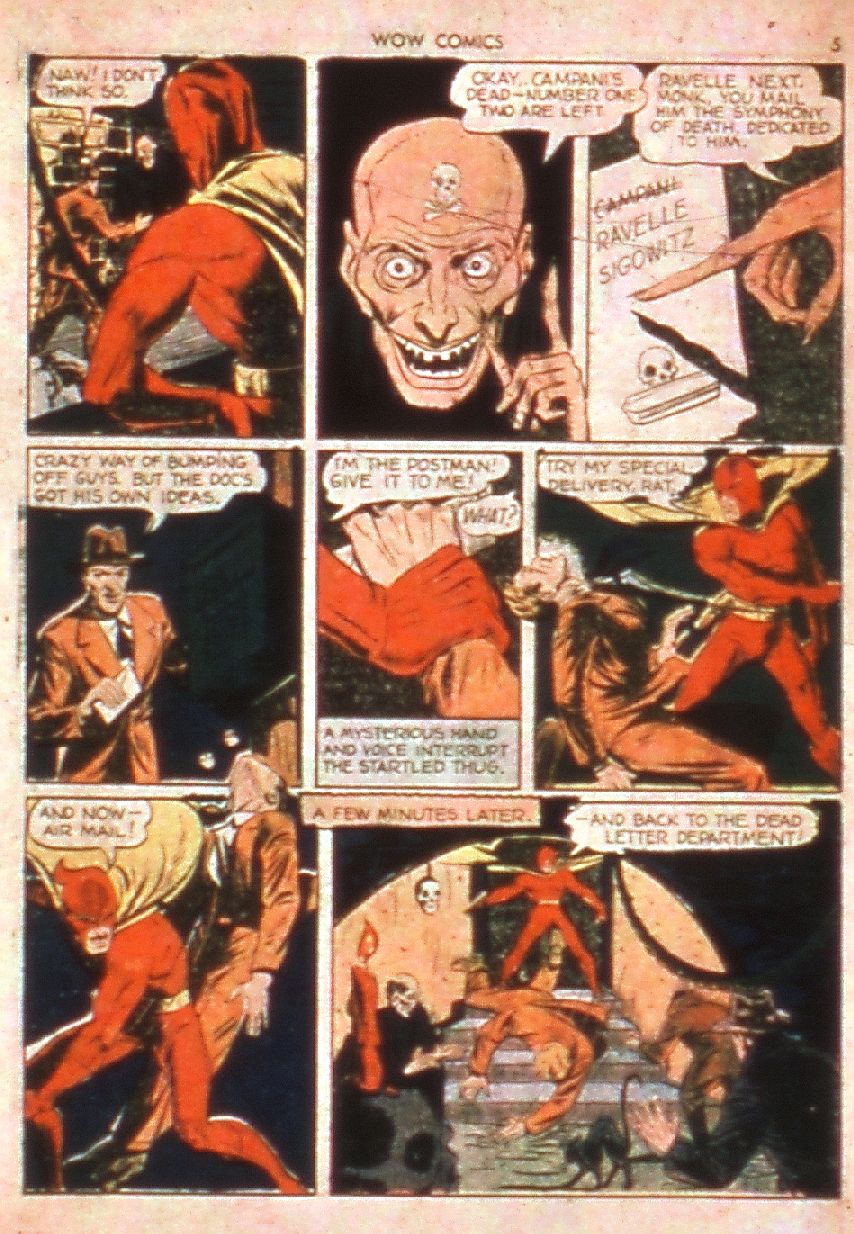 WOW COMICS
5
NAW! I DON'T
THINK SO.
OKAY.. CAMPANI'S
DEAD—NUMBER ONE
TWO ARE LEFT.
RAVELLE NEXT.
MONK, YOU MAIL
HIM THE SYMPHONY
OF DEATH, DEDICATED
TO HIM.
CAMPANI
RAVELLE
SIGOWITZ
CRAZY WAY OF BUMPING
OFF GUYS. BUT THE DOC'S
GOT HIS OWN IDEAS.
I'M THE POSTMAN!
GIVE IT TO ME!
WHAT?
A MYSTERIOUS HAND
AND VOICE INTERRUPT
THE STARTLED THUG.
TRY MY SPECIAL
DELIVERY, RAT.
AND NOW—
AIR MAIL!
A FEW MINUTES LATER.
—AND BACK TO THE DEAD
LETTER DEPARTMENT!